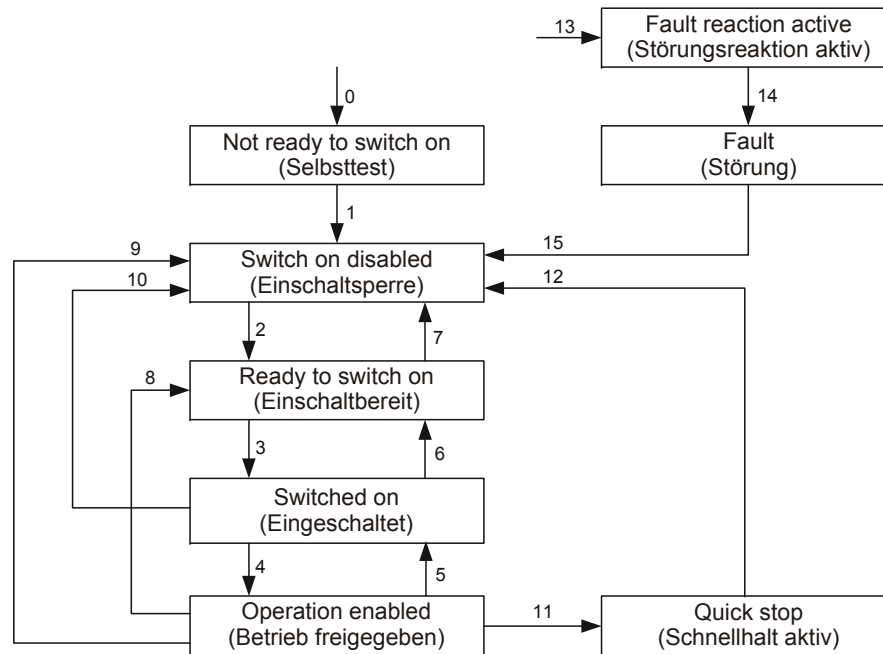 13
Fault reaction active
(Störungsreaktion aktiv)
0
14
Not ready to switch on
(Selbsttest)
Fault
(Störung)
1
9
15
Switch on disabled
(Einschaltsperre)
10
12
2
7
8
Ready to switch on
(Einschaltbereit)
3
6
Switched on
(Eingeschaltet)
4
5
Operation enabled
(Betrieb freigegeben)
11
Quick stop
(Schnellhalt aktiv)